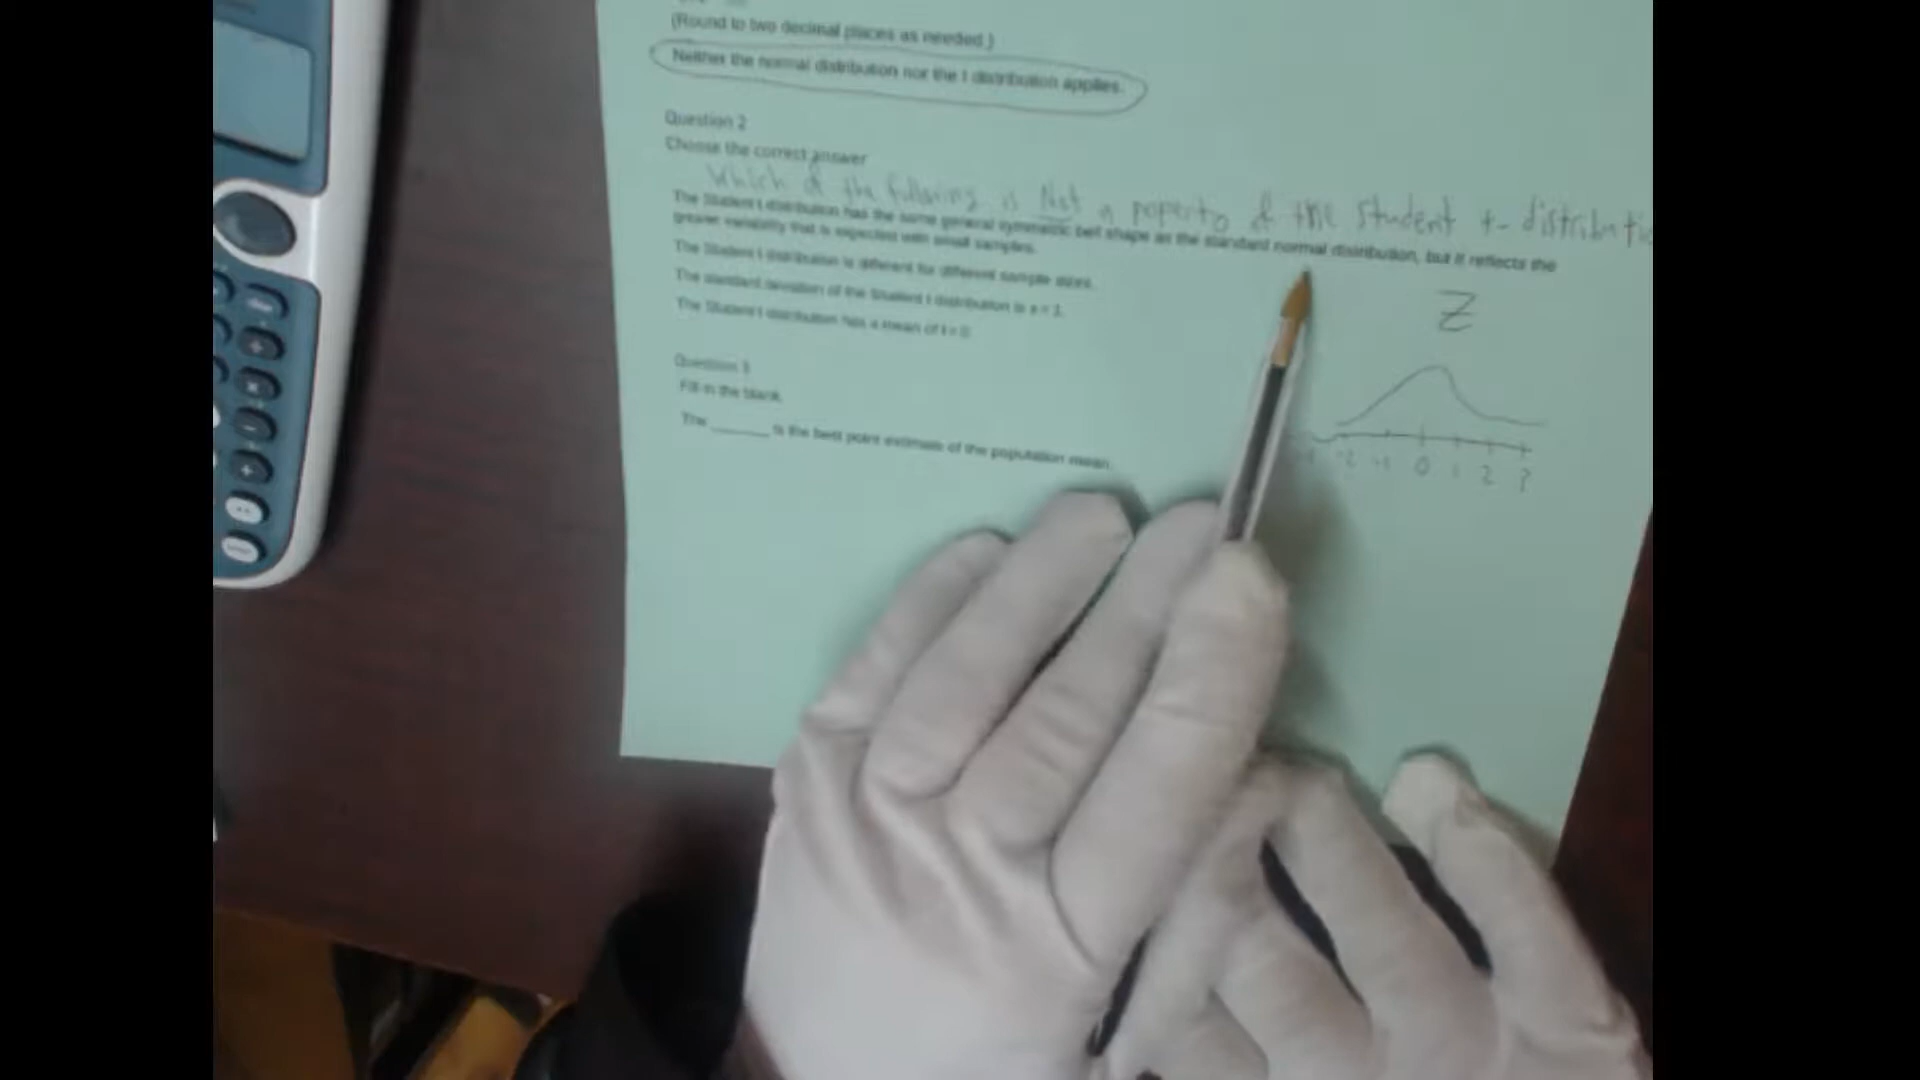 (Round to two decimal places as needed.)
Neither the normal distribution nor the t distribution applies.
Question 2
Choose the correct answer
Which of the following is Not a poperto of the student t- distributio
The Student t distribution has the same general symmetric bell shape as the standard normal distribution, but it reflects the
greater variability that is expected with small samples.
The Student t distribution is different for different sample sizes.
The standard deviation of the Student t distribution is s = 1.
The Student t distribution has a mean of t = 0.
Z
-2 -1 0 1 2 3
Question 3
Fill in the blank.
The ______ is the best point estimate of the population mean.